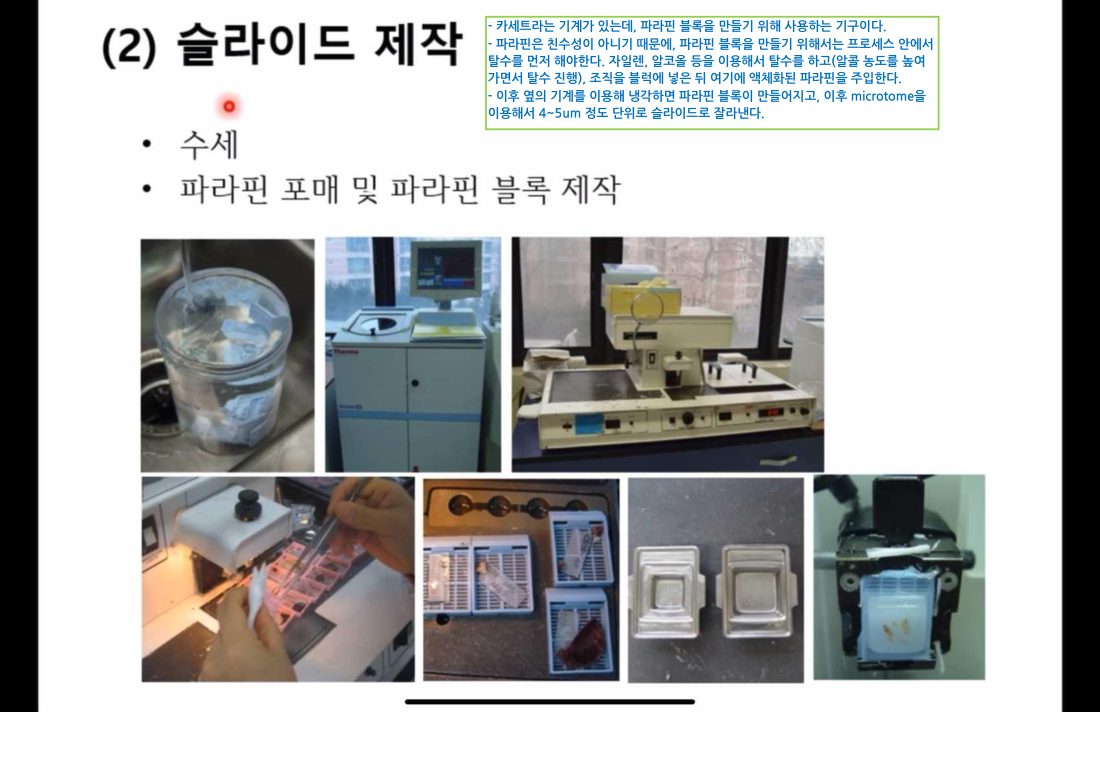 (2) 슬라이드 제작
- 카세트라는 기계가 있는데, 파라핀 블록을 만들기 위해 사용하는 기구이다.
- 파라핀은 친수성이 아니기 때문에, 파라핀 블록을 만들기 위해서는 프로세스 안에서
탈수를 먼저 해야한다. 자일렌, 알코올 등을 이용해서 탈수를 하고(알콜 농도를 높여
가면서 탈수 진행), 조직을 블럭에 넣은 뒤 여기에 액체화된 파라핀을 주입한다.
- 이후 옆의 기계를 이용해 냉각하면 파라핀 블록이 만들어지고, 이후 microtome을
이용해서 4~5um 정도 단위로 슬라이드로 잘라낸다.
• 수세
• 파라핀 포매 및 파라핀 블록 제작
Thermo